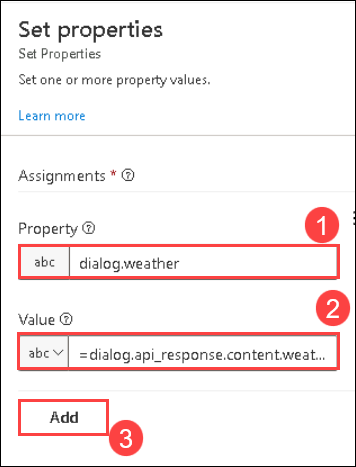 Set properties
Set Properties
Set one or more property values.
Learn more
Assignments *
1
Property
abc dialog.weather
2
Value
abc =dialog.api_response.content.weat...
Add
3